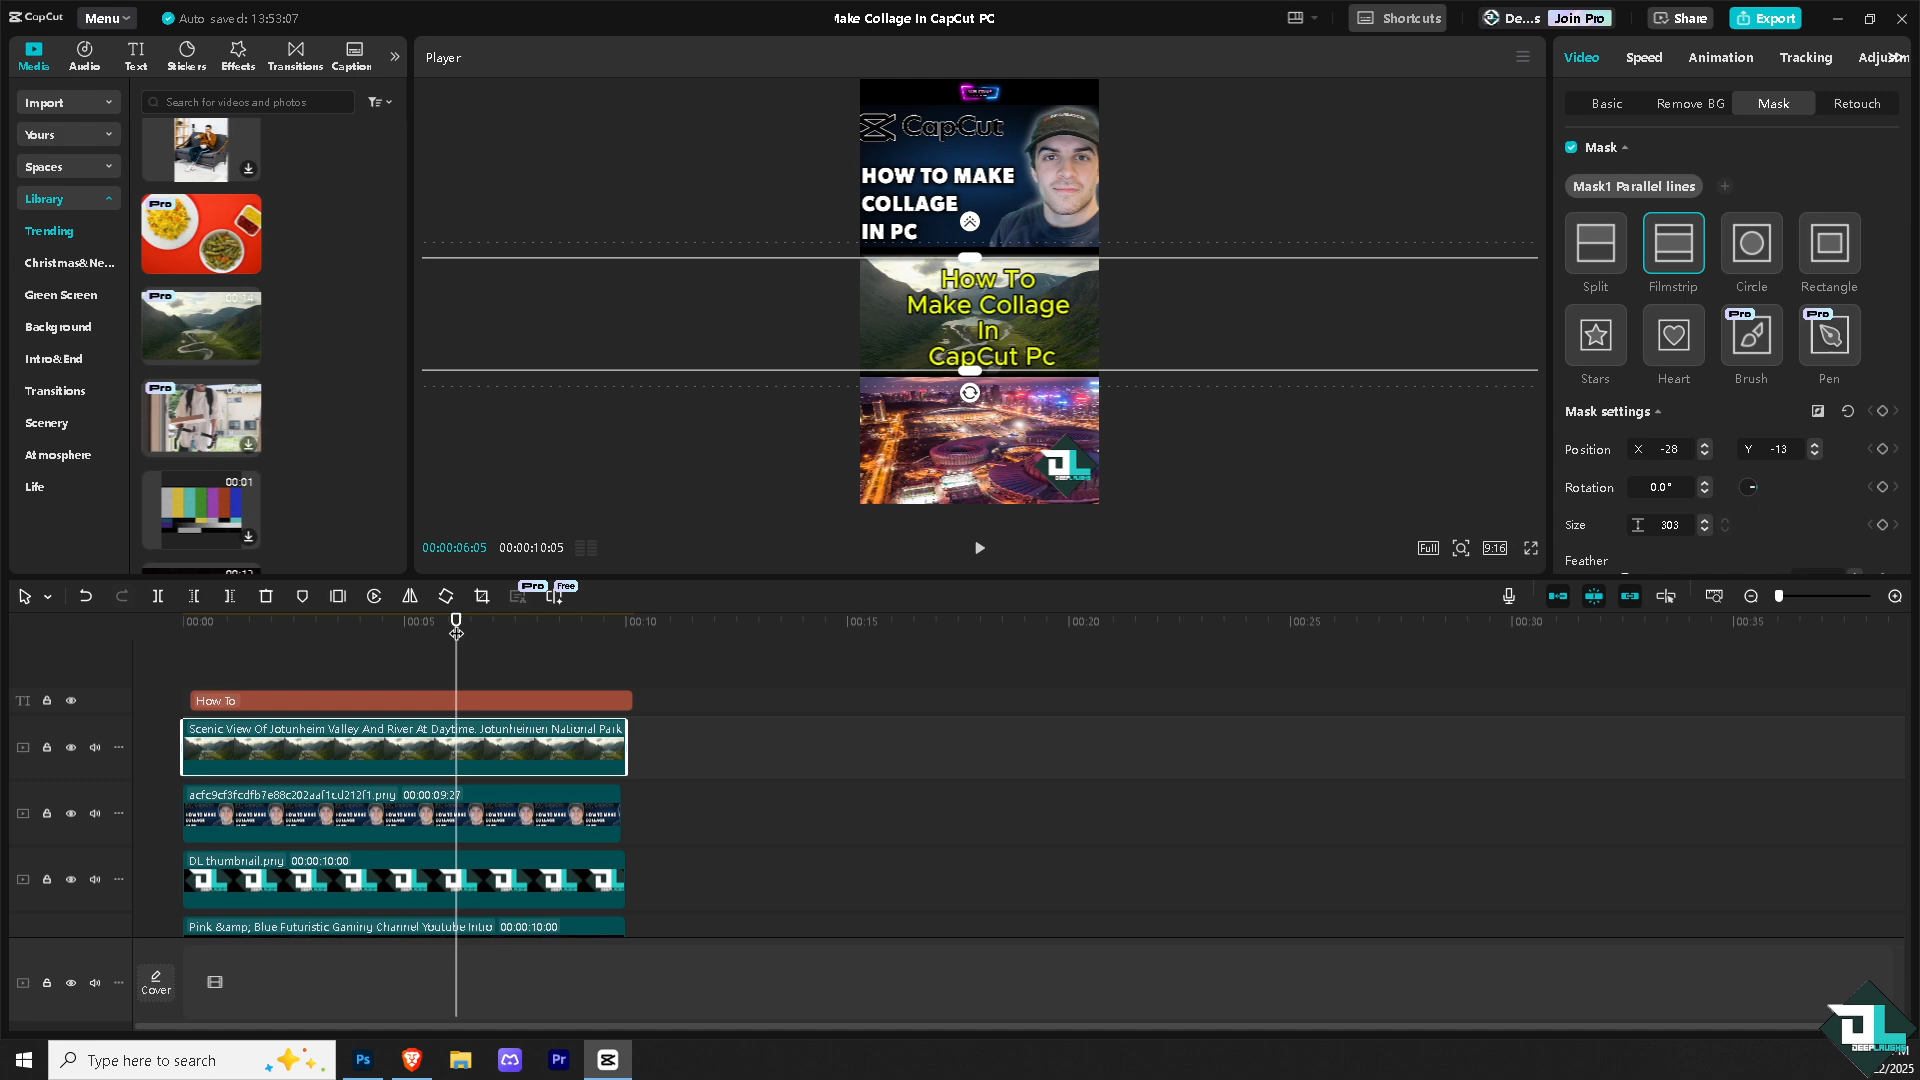 CapCut
Menu
Auto saved: 13:53:07
Make Collage In CapCut PC
Shortcuts
De...s
Join Pro
Share
Export
Media
Audio
Text
Stickers
Effects
Transitions
Caption
Import
Yours
Spaces
Library
Trending
Christmas&Ne...
Green Screen
Background
Intro&End
Transitions
Scenery
Atmosphere
Life
Search for videos and photos
Pro
Pro
Pro
00:01
Player
CapCut
HOW TO MAKE
COLLAGE
IN PC
How To
Make Collage
In
CapCut Pc
DL
00:00:06:05
00:00:10:05
Full
9:16
Video
Speed
Animation
Tracking
Basic
Remove BG
Mask
Retouch
Mask
Mask1 Parallel lines
Split
Filmstrip
Circle
Rectangle
Pro
Pro
Stars
Heart
Brush
Pen
Mask settings
Position
X
-28
Y
-13
Rotation
0.0°
Size
303
Feather
Pro
Free
00:00
00:05
00:10
00:15
00:20
00:25
00:30
00:35
TI
How To
Scenic View Of Jotunheim Valley And River At Daytime. Jotunheimen National Park
acfc9cf3fcdfb7e88c202aaf1cd212f1.png 00:00:09:27
DL thumbnail.png 00:00:10:00
Pink &amp; Blue Futuristic Gaming Channel Youtube Intro 00:00:10:00
Cover
Type here to search
Ps
Pr
DL
DEEPLAUGHS